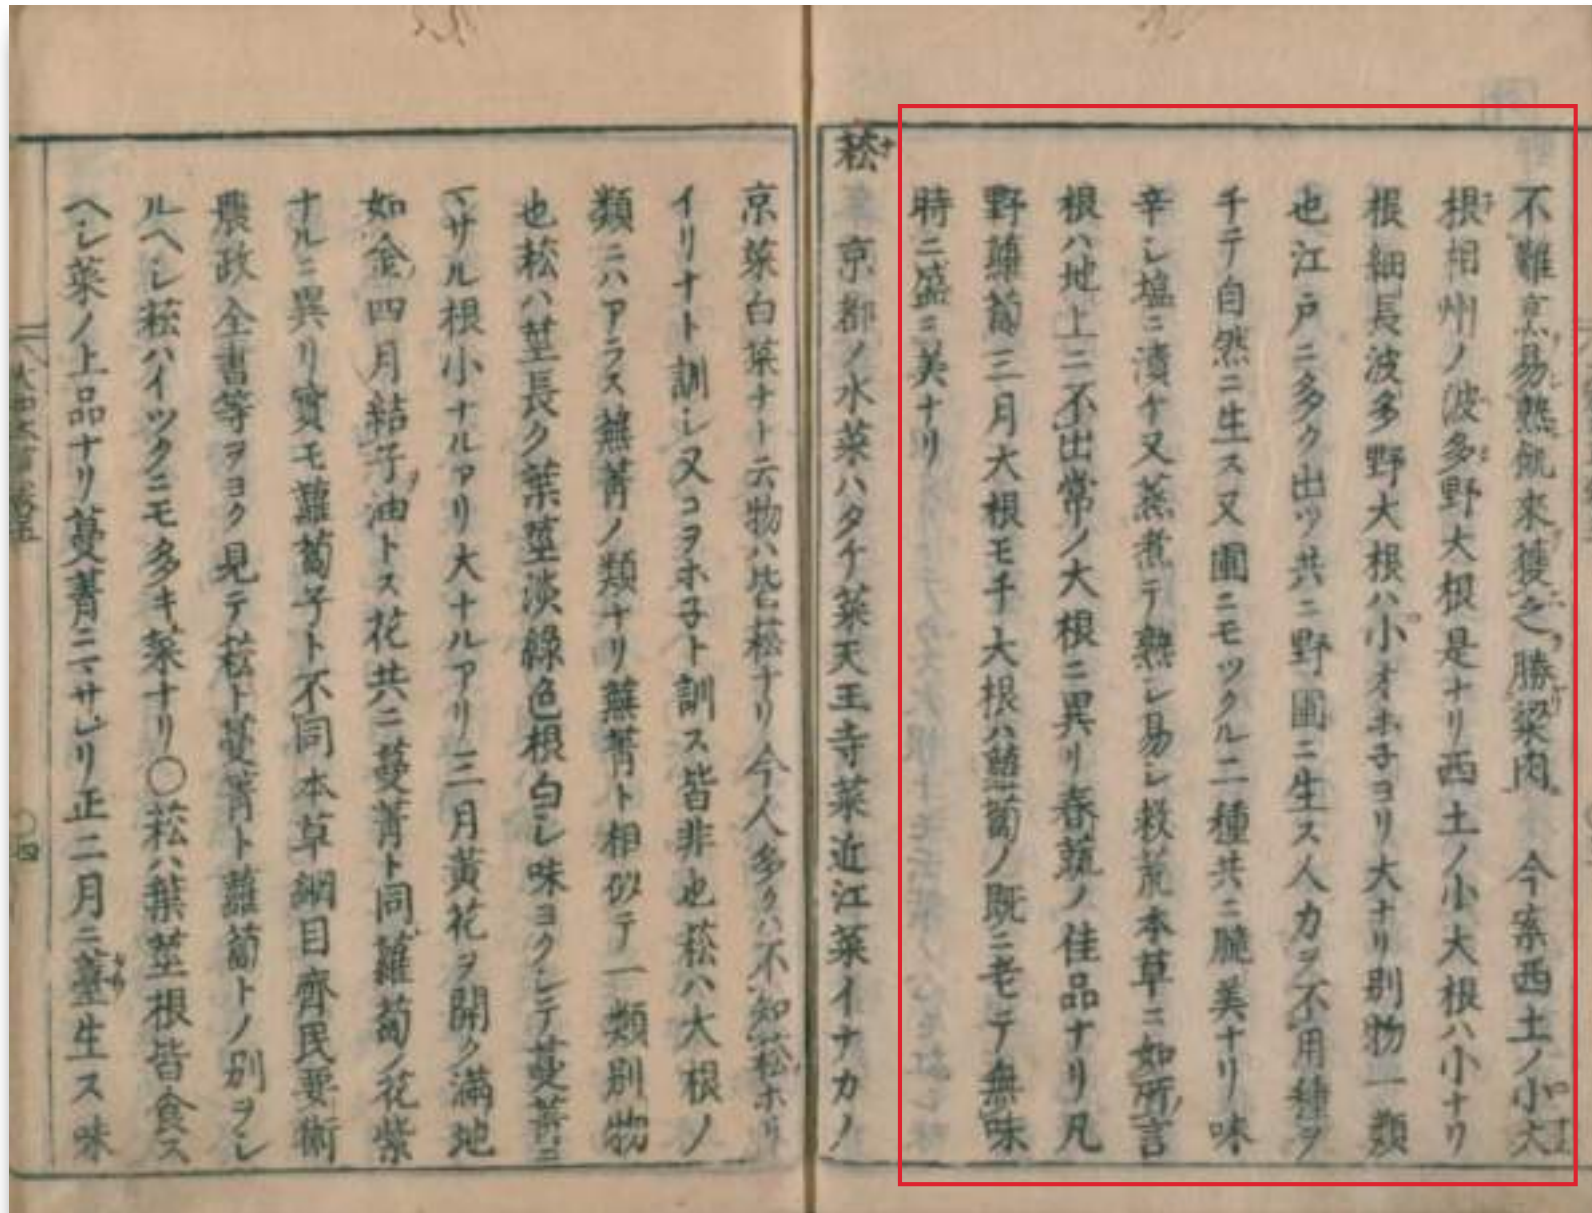 不難烹易熟飢來獲之勝粱肉 今案西土ノ小大
根相州ノ波多野大根是ナリ西土ノ小大根ハ小ナリ
根細長波多野大根ハ小オホ子ヨリ大ナリ別物一類
也江戸ニ多ク出ツ共ニ野圃ニ生ス人力ヲ不用種ヲ
チテ自然ニ生ス又圃ニモツクル二種共ニ脆美ナリ味
辛シ塩ニ漬ケ又蒸煮テ熟シ易シ救荒本草ニ如所言
根ハ地上ニ不出常ノ大根ニ異リ春蔬ノ佳品ナリ凡
野蘿蔔三月大根モチ大根ハ蘿蔔ノ既ニ老テ無味
時ニ盛ニ美ナリ
菘ナ 京都ノ水菜ハタケ菜天王寺菜近江菜イナカノ
京菜白菜ナト云物ハ皆菘ナリ今人多クハ不知菘ホリ
イリナト訓シ又コヲホ子ト訓ス皆非也菘ハ大根ノ
類ニハアラス蕪菁ノ類ナリ蕪菁ト相似テ一類別物
也菘ハ莖長ク葉莖淡綠色根白シ味ヨクシテ蔓菁ニ
マサル根小ナルアリ大ナルアリ三月黃花ヲ開ク滿地
如金四月結子油トス花共ニ蔓菁ト同蘿蔔ノ花紫
ナルニ異リ實モ蘿蔔子ト不同本草綱目齊民要術
農政全書等ヲヨク見テ菘ト蔓菁ト蘿蔔トノ別ヲシ
ルヘシ菘ハイツクニモ多キ菜ナリ〇菘ハ葉莖根皆食ス
ヘシ菜ノ上品ナリ蔓菁ニマサレリ正二月ニ薹生ス味